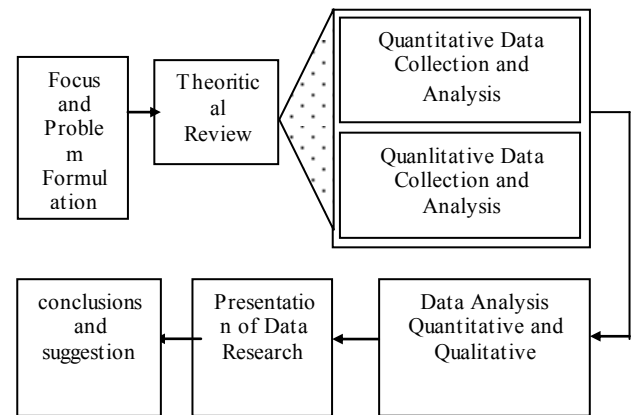 Focus
and
Proble
m
Formul
ation
Theoritic
al
Review
Quantitative Data
Collection and
Analysis
Quanlitative Data
Collection and
Analysis
Data Analysis
Quantitative and
Qualitative
Presentatio
n of Data
Research
conclusions
and
suggestion